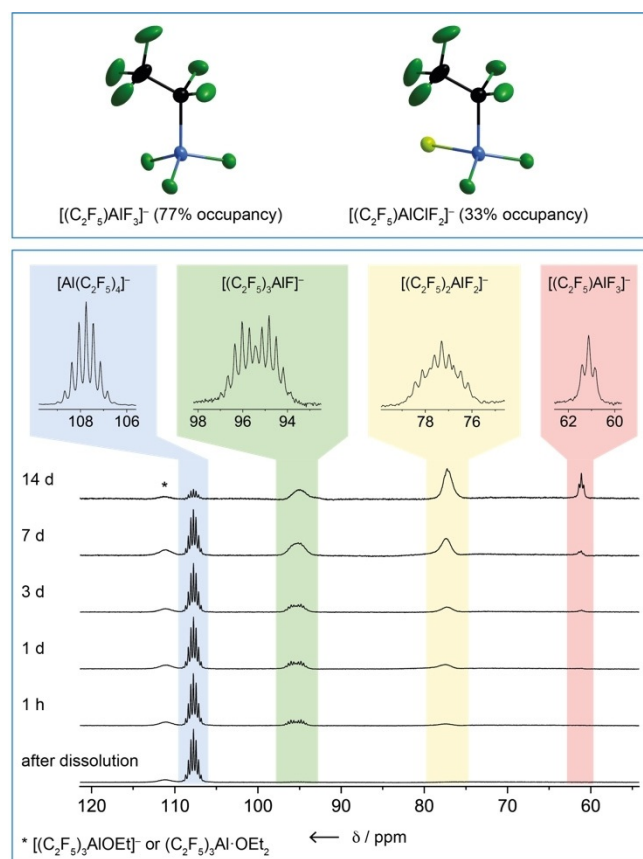 [(C₂F₅)AlF₃]⁻ (77% occupancy) [(C₂F₅)AlClF₂]⁻ (33% occupancy)
[Al(C₂F₅)₄]⁻ [(C₂F₅)₃AlF]⁻ [(C₂F₅)₂AlF₂]⁻ [(C₂F₅)AlF₃]⁻
108 106 98 96 94 78 76 62 60
14 d *
7 d
3 d
1 d
1 h
after dissolution
120 110 100 90 80 70 60
* [(C₂F₅)₃AlOEt]⁻ or (C₂F₅)₃Al·OEt₂ ← δ / ppm